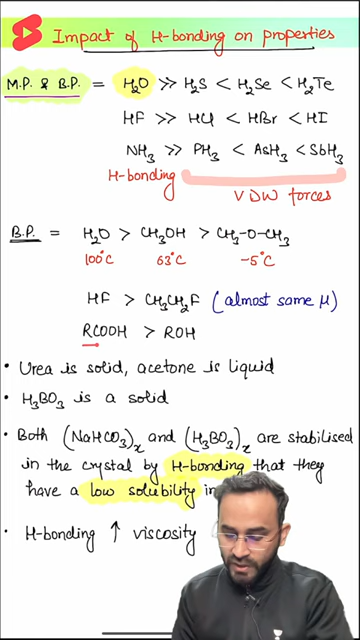 Impact of H-bonding on properties
M.P. & B.P. = H₂O >> H₂S < H₂Se < H₂Te
HF >> HCl < HBr < HI
NH₃ >> PH₃ < AsH₃ < SbH₃
H-bonding
VDW forces
B.P. = H₂O > CH₃OH > CH₃-O-CH₃
100°C 63°C -5°C
HF > CH₃CH₂F (almost same μ)
RCOOH > ROH
• Urea is solid, acetone is liquid
• H₃BO₃ is a solid
• Both (NaHCO₃)ₓ and (H₃BO₃)ₓ are stabilised
in the crystal by H-bonding that they
have a low solubility in
• H-bonding ↑ viscosity